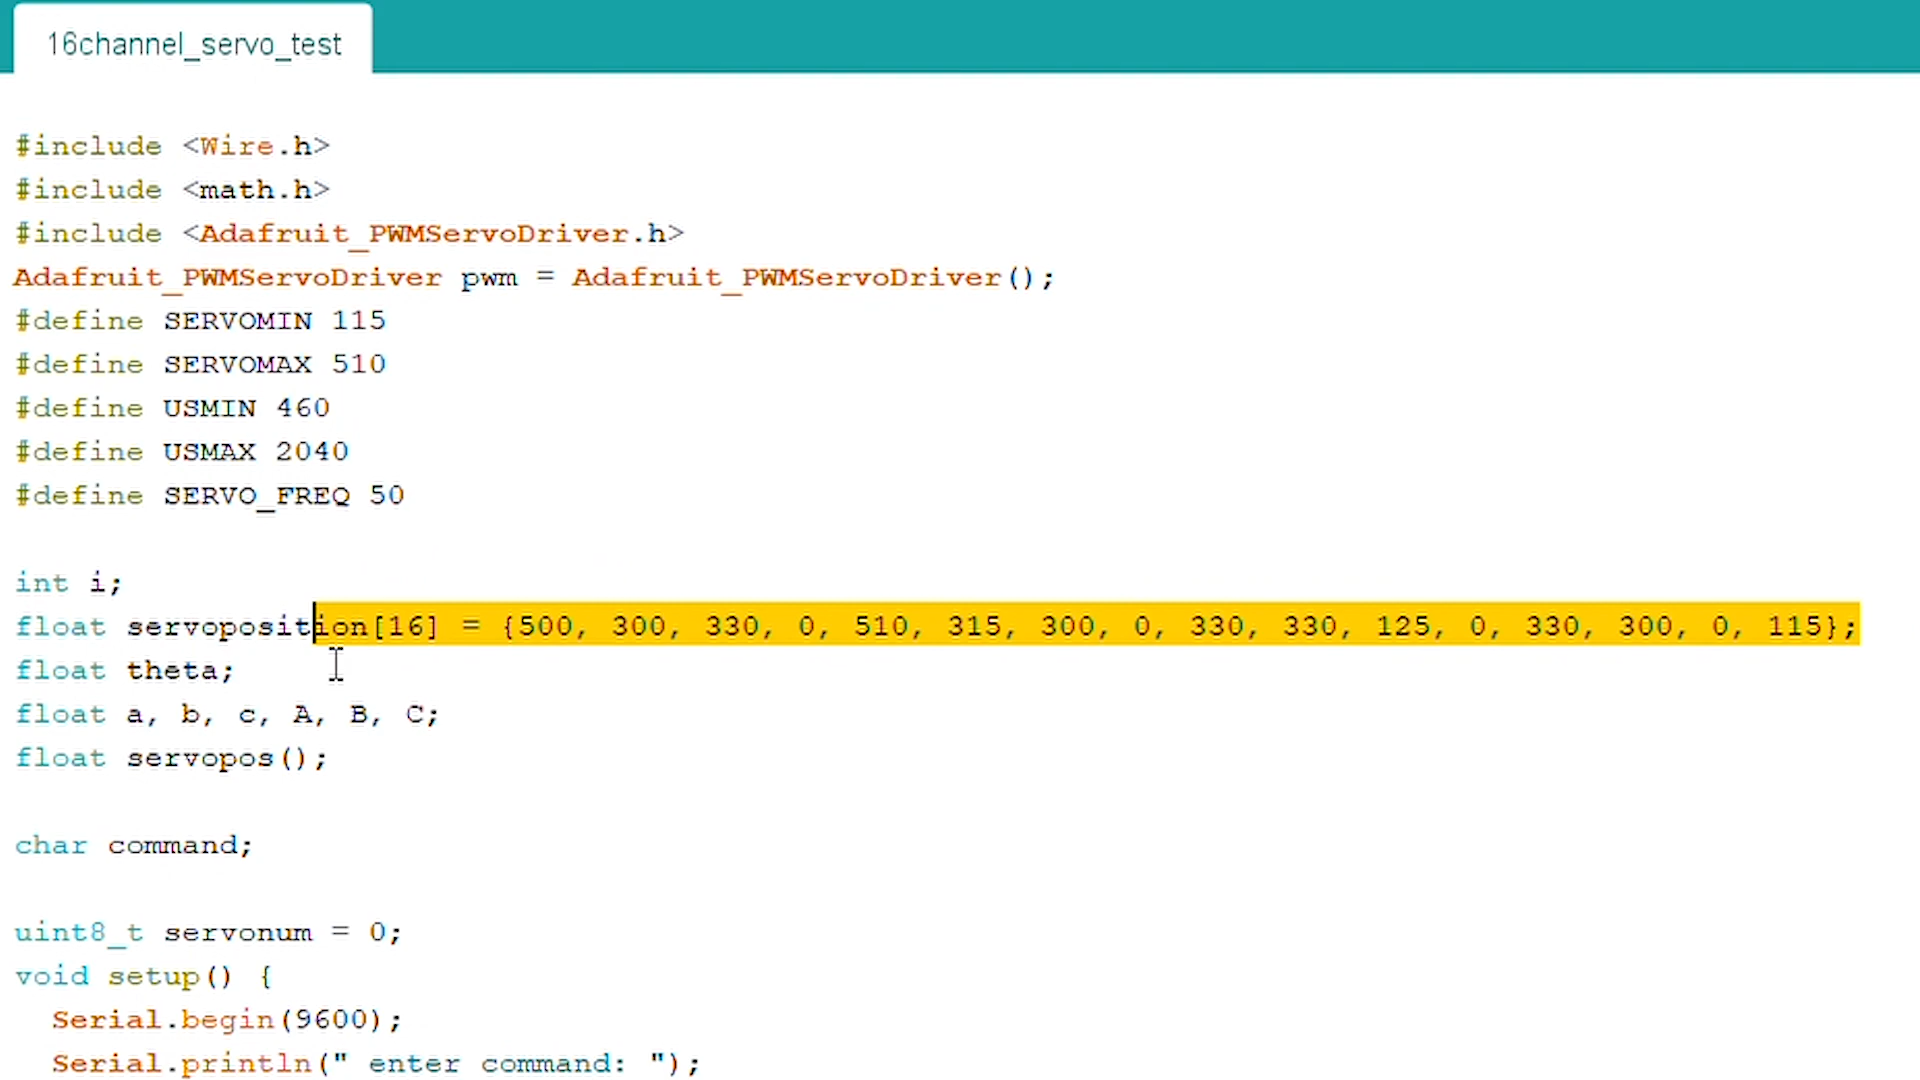 16channel_servo_test
#include <Wire.h>
#include <math.h>
#include <Adafruit_PWMServoDriver.h>
Adafruit_PWMServoDriver pwm = Adafruit_PWMServoDriver();
#define SERVOMIN 115
#define SERVOMAX 510
#define USMIN 460
#define USMAX 2040
#define SERVO_FREQ 50
int i;
float servoposition[16] = {500, 300, 330, 0, 510, 315, 300, 0, 330, 330, 125, 0, 330, 300, 0, 115};
float theta;
float a, b, c, A, B, C;
float servopos();
char command;
uint8_t servonum = 0;
void setup() {
  Serial.begin(9600);
  Serial.println(" enter command: ");